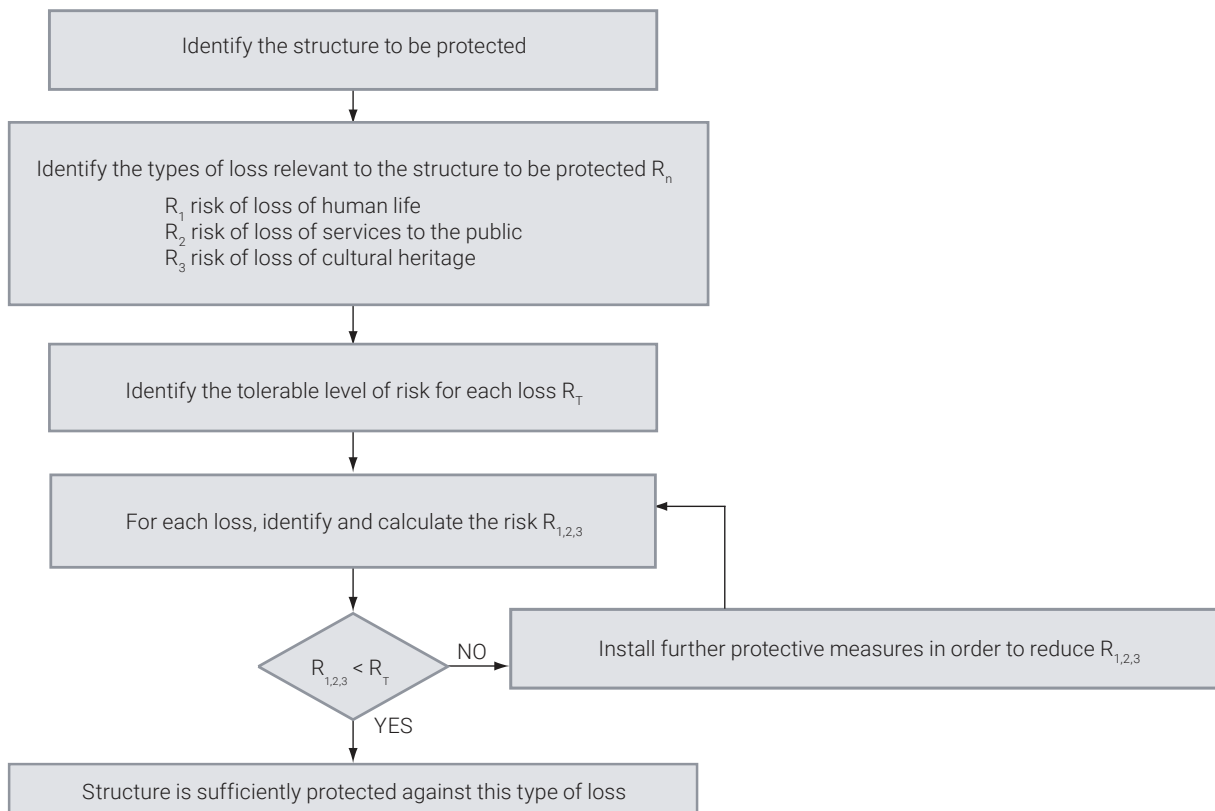 Identify the structure to be protected
Identify the types of loss relevant to the structure to be protected Rₙ
R₁ risk of loss of human life
R₂ risk of loss of services to the public
R₃ risk of loss of cultural heritage
Identify the tolerable level of risk for each loss R_T
For each loss, identify and calculate the risk R₁,₂,₃
R₁,₂,₃ < R_T
NO
Install further protective measures in order to reduce R₁,₂,₃
YES
Structure is sufficiently protected against this type of loss